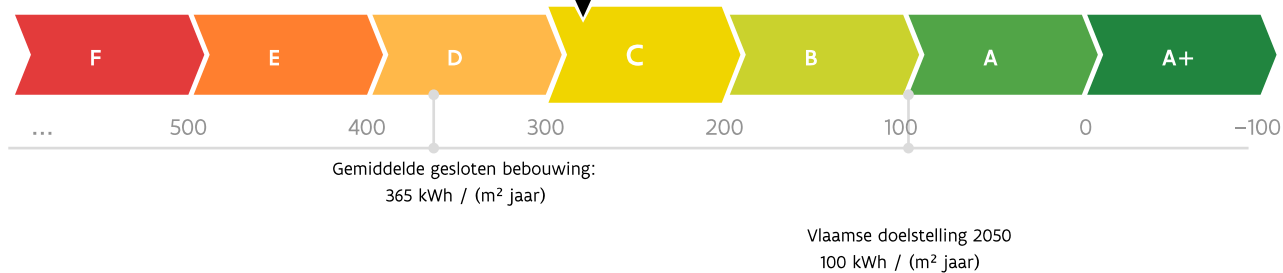 F E D C B A A+
... 500 400 300 200 100 0 −100
Gemiddelde gesloten bebouwing:
365 kWh / (m² jaar)
Vlaamse doelstelling 2050
100 kWh / (m² jaar)